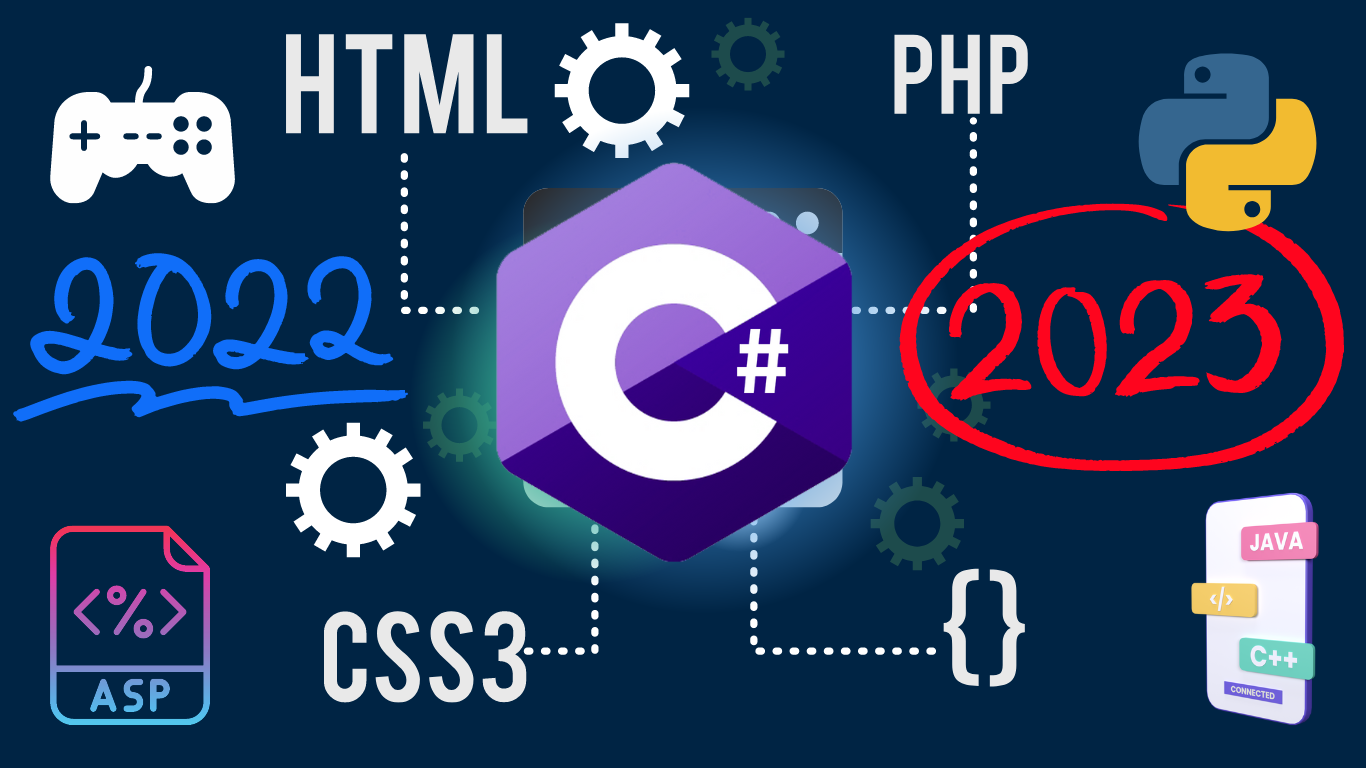 HTML
PHP
2022
C#
2023
JAVA
</>
C++
CONNECTED
<%>
ASP
CSS3
{}